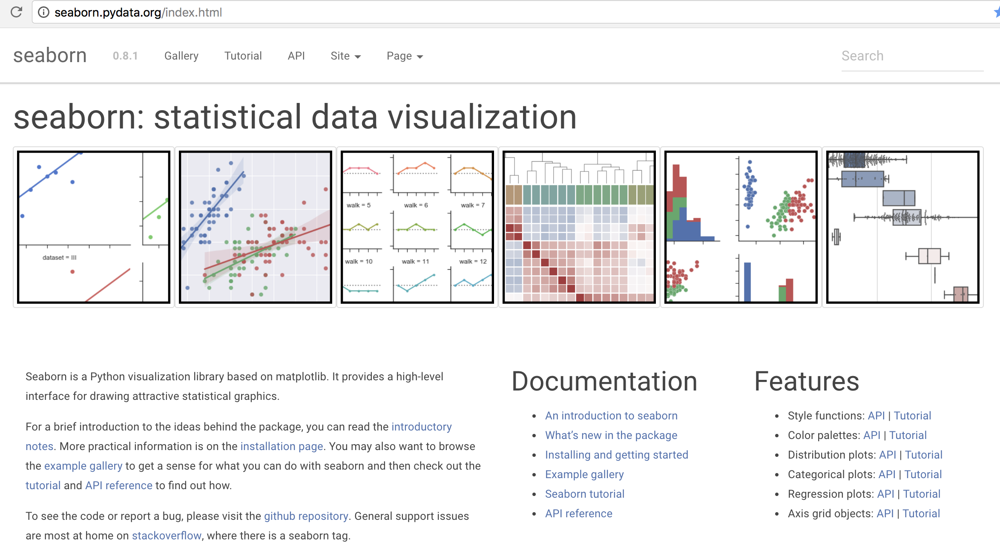 seaborn.pydata.org/index.html
seaborn 0.8.1 Gallery Tutorial API Site Page Search
seaborn: statistical data visualization
dataset = III
walk = 5 walk = 6 walk = 7
walk = 10 walk = 11 walk = 12
Seaborn is a Python visualization library based on matplotlib. It provides a high-level
interface for drawing attractive statistical graphics.
For a brief introduction to the ideas behind the package, you can read the introductory
notes. More practical information is on the installation page. You may also want to browse
the example gallery to get a sense for what you can do with seaborn and then check out the
tutorial and API reference to find out how.
To see the code or report a bug, please visit the github repository. General support issues
are most at home on stackoverflow, where there is a seaborn tag.
Documentation
• An introduction to seaborn
• What’s new in the package
• Installing and getting started
• Example gallery
• Seaborn tutorial
• API reference
Features
• Style functions: API | Tutorial
• Color palettes: API | Tutorial
• Distribution plots: API | Tutorial
• Categorical plots: API | Tutorial
• Regression plots: API | Tutorial
• Axis grid objects: API | Tutorial